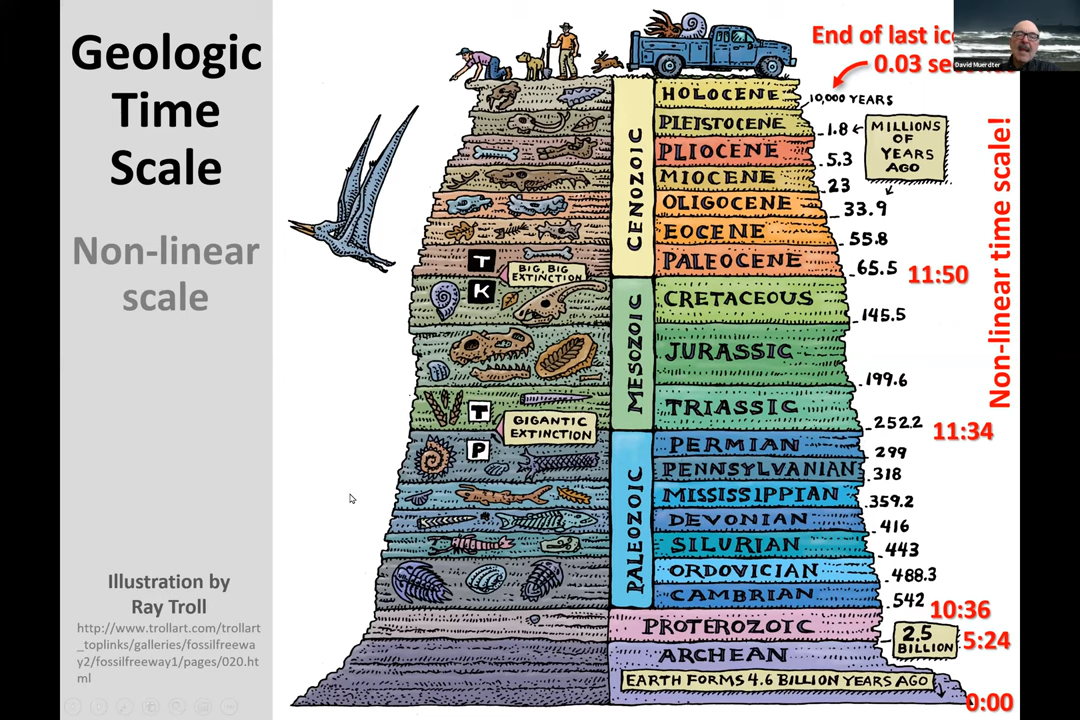 Geologic
Time
Scale
Non-linear
scale
Illustration by
Ray Troll
http://www.trollart.com/trollart
_toplinks/galleries/fossilfreewa
y2/fossilfreeway1/pages/020.ht
ml
End of last
0.03
David Muerdter
HOLOCENE
10,000 YEARS
PLEISTOCENE
1.8
MILLIONS
OF
YEARS
AGO
PLIOCENE
5.3
MIOCENE
23
OLIGOCENE
33.9
EOCENE
55.8
PALEOCENE
65.5
11:50
CENOZOIC
T
BIG, BIG
EXTINCTION
K
CRETACEOUS
145.5
JURASSIC
199.6
TRIASSIC
252.2
11:34
MESOZOIC
T
GIGANTIC
EXTINCTION
P
PERMIAN
299
PENNSYLVANIAN
318
MISSISSIPPIAN
359.2
DEVONIAN
416
SILURIAN
443
ORDOVICIAN
488.3
CAMBRIAN
542
10:36
PALEOZOIC
PROTEROZOIC
2.5
BILLION
5:24
ARCHEAN
EARTH FORMS 4.6 BILLION YEARS AGO
0:00
Non-linear time scale!